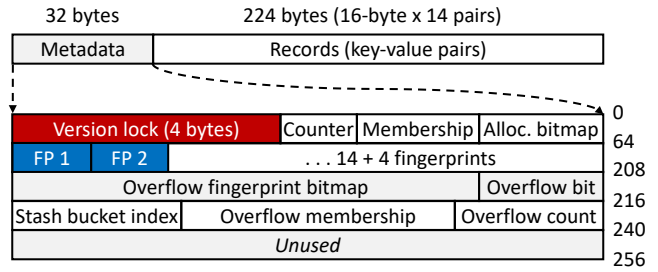 32 bytes 224 bytes (16-byte x 14 pairs)
Metadata Records (key-value pairs)
0
Version lock (4 bytes) Counter Membership Alloc. bitmap
64
FP 1 FP 2 . . . 14 + 4 fingerprints
208
Overflow fingerprint bitmap Overflow bit
216
Stash bucket index Overflow membership Overflow count
240
Unused
256